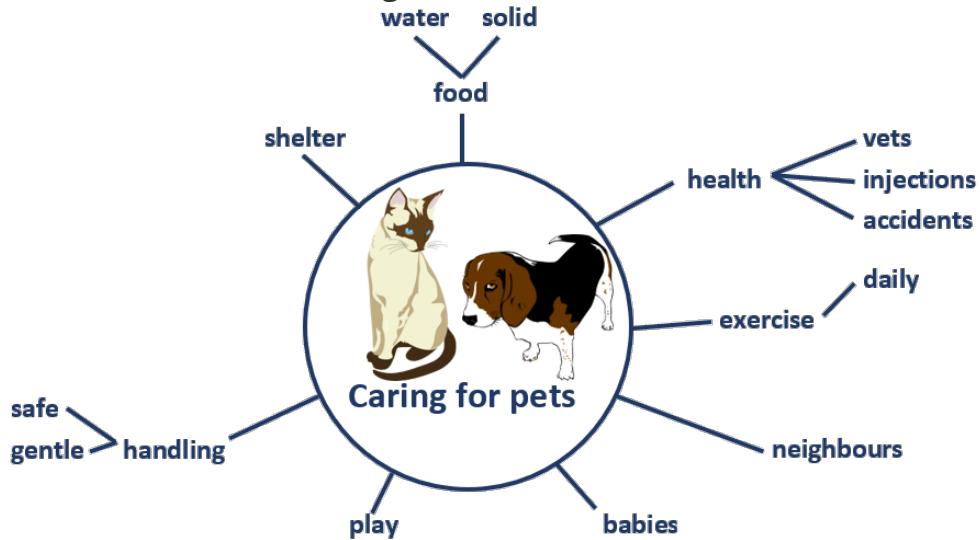 water solid
food
shelter
vets
health
injections
accidents
daily
exercise
Caring for pets
safe
gentle handling
neighbours
play
babies